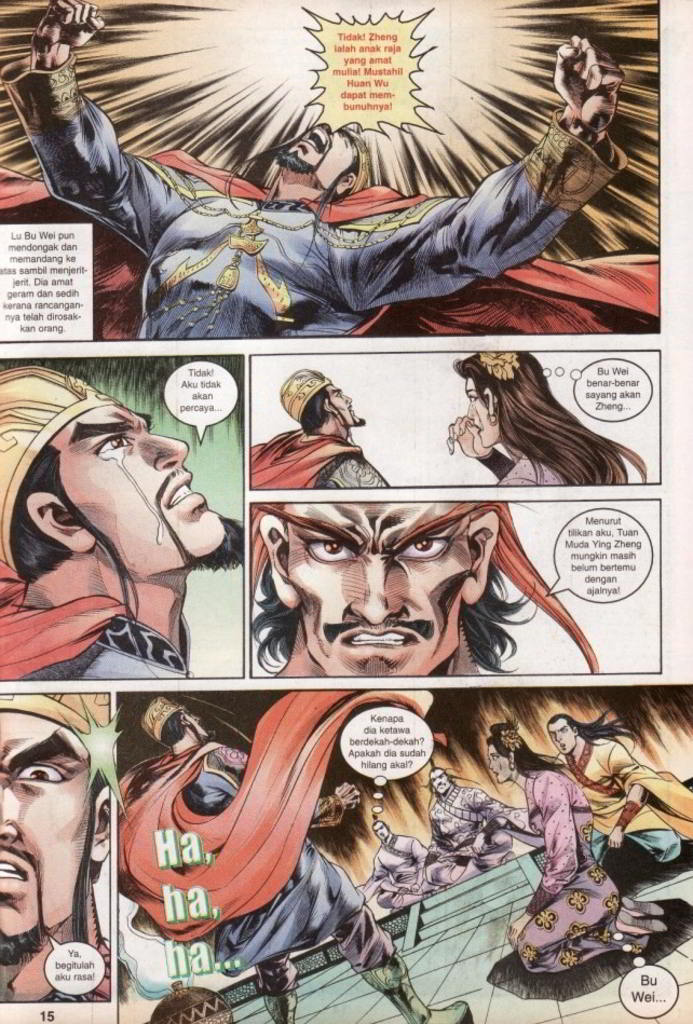 Tidak! Zheng
ialah anak raja
yang amat
mulia! Mustahil
Huan Wu
dapat mem-
bunuhnya!
Lu Bu Wei pun
mendongak dan
memandang ke
atas sambil menjerit-
jerit. Dia amat
geram dan sedih
kerana rancangan-
nya telah dirosak-
kan orang.
Tidak!
Aku tidak
akan
percaya...
Bu Wei
benar-benar
sayang akan
Zheng...
Menurut
tilikan aku, Tuan
Muda Ying Zheng
mungkin masih
belum bertemu
dengan
ajalnya!
Ya,
begitulah
aku rasa!
Kenapa
dia ketawa
berdekah-dekah?
Apakah dia sudah
hilang akal?
Ha,
ha,
ha...
Bu
Wei...
15